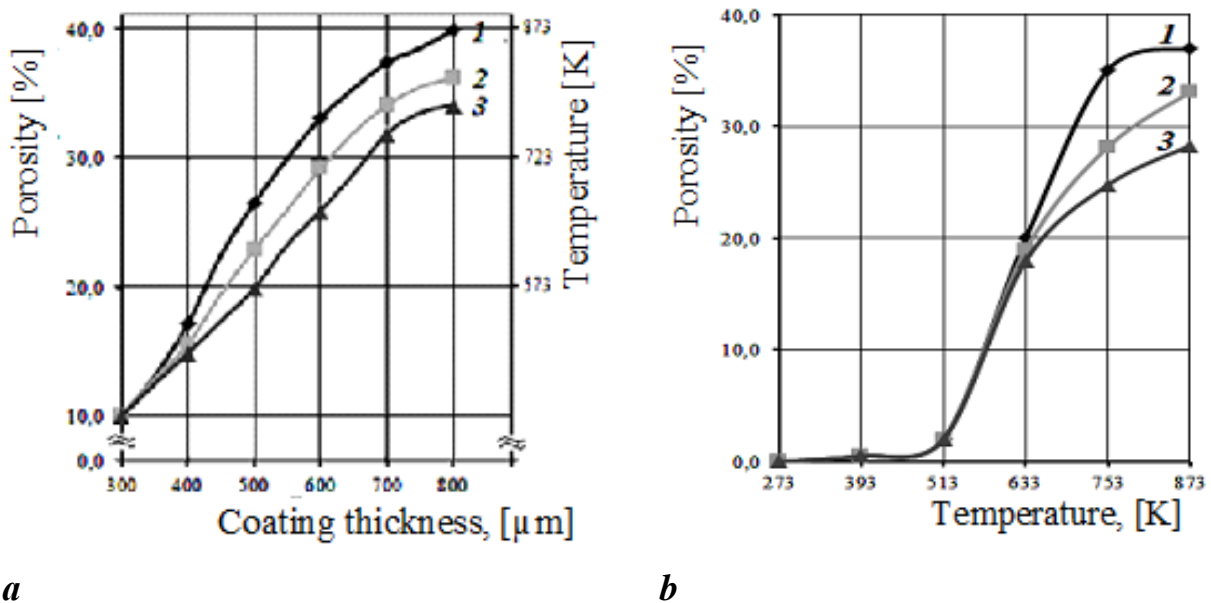 40,0
30,0
20,0
10,0
0,0
Porosity [%]
873
723
573
Temperature [K]
1
2
3
300 400 500 600 700 800
Coating thickness, [µm]
a
40,0
30,0
20,0
10,0
0,0
Porosity [%]
1
2
3
273 393 513 633 753 873
Temperature, [K]
b